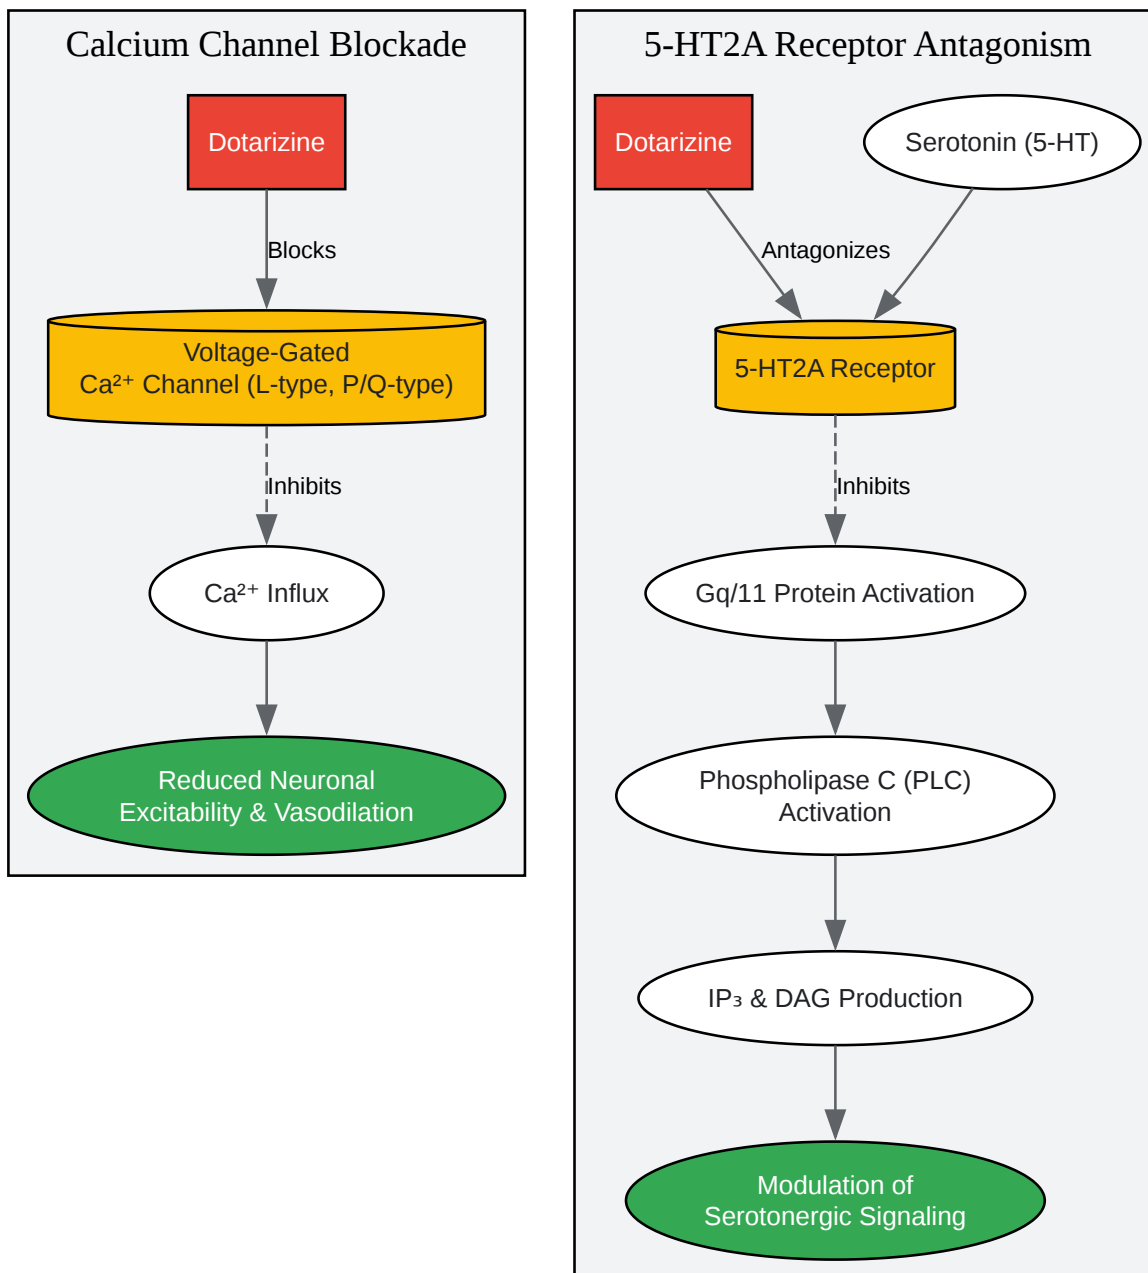 Calcium Channel Blockade
Dotarizine
Blocks
Voltage-Gated
Ca²⁺ Channel (L-type, P/Q-type)
Inhibits
Ca²⁺ Influx
Reduced Neuronal
Excitability & Vasodilation
5-HT2A Receptor Antagonism
Dotarizine
Serotonin (5-HT)
Antagonizes
5-HT2A Receptor
Inhibits
Gq/11 Protein Activation
Phospholipase C (PLC)
Activation
IP₃ & DAG Production
Modulation of
Serotonergic Signaling